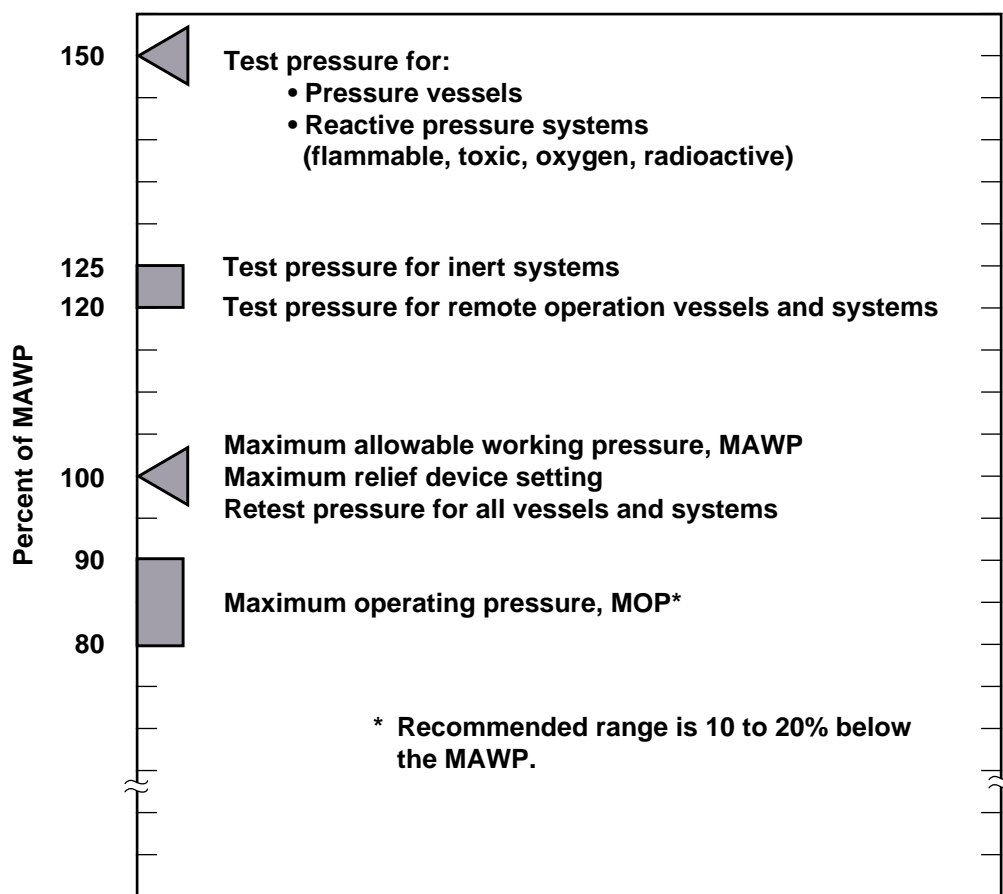 150
Test pressure for:
• Pressure vessels
• Reactive pressure systems
(flammable, toxic, oxygen, radioactive)
125
Test pressure for inert systems
120
Test pressure for remote operation vessels and systems
Percent of MAWP
Maximum allowable working pressure, MAWP
100
Maximum relief device setting
Retest pressure for all vessels and systems
90
Maximum operating pressure, MOP*
80
* Recommended range is 10 to 20% below
the MAWP.